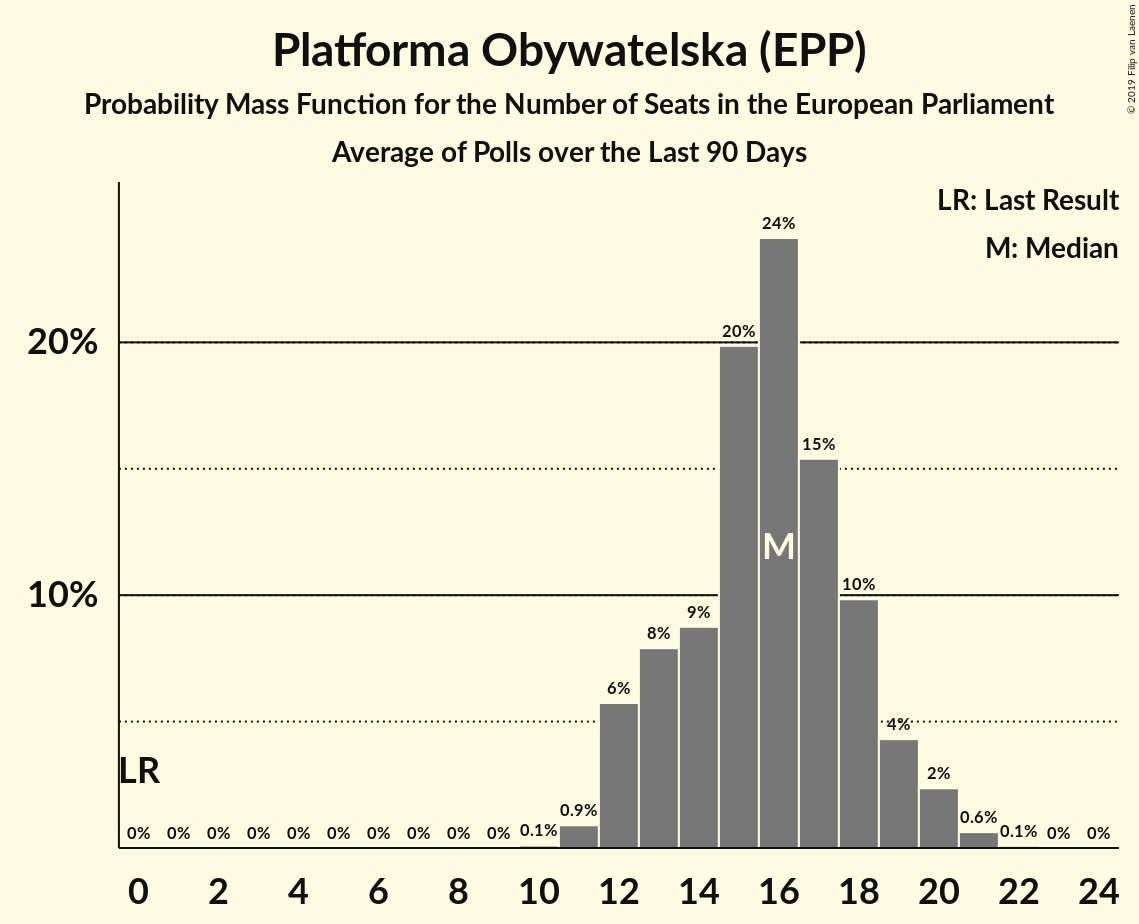 Platforma Obywatelska (EPP)
Probability Mass Function for the Number of Seats in the European Parliament
Average of Polls over the Last 90 Days
© 2019 Filip van Laenen
LR: Last Result
M: Median
24%
20%
20%
15%
M
10%
10%
9%
8%
6%
4%
LR
2%
0% 0% 0% 0% 0% 0% 0% 0% 0% 0% 0.1% 0.9% 0.6% 0.1% 0% 0%
0 2 4 6 8 10 12 14 16 18 20 22 24